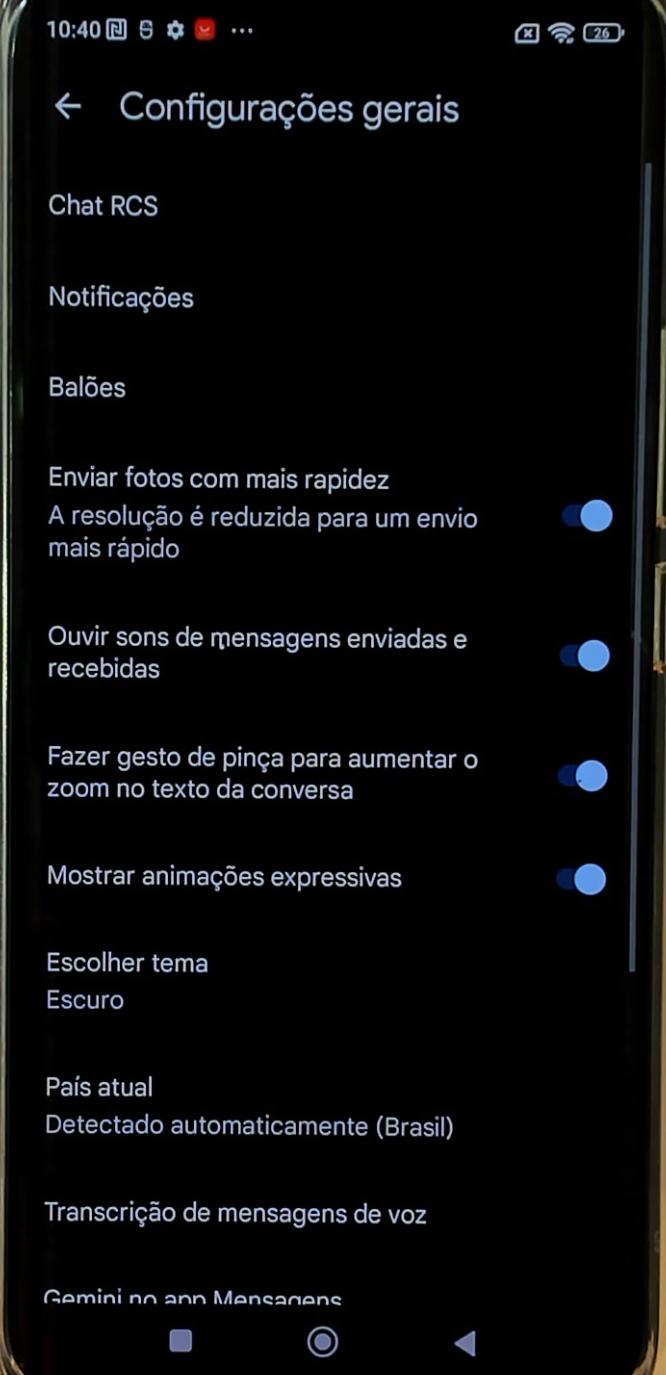 10:40
26
Configurações gerais
Chat RCS
Notificações
Balões
Enviar fotos com mais rapidez
A resolução é reduzida para um envio
mais rápido
Ouvir sons de mensagens enviadas e
recebidas
Fazer gesto de pinça para aumentar o
zoom no texto da conversa
Mostrar animações expressivas
Escolher tema
Escuro
País atual
Detectado automaticamente (Brasil)
Transcrição de mensagens de voz
Gemini no app Mensagens